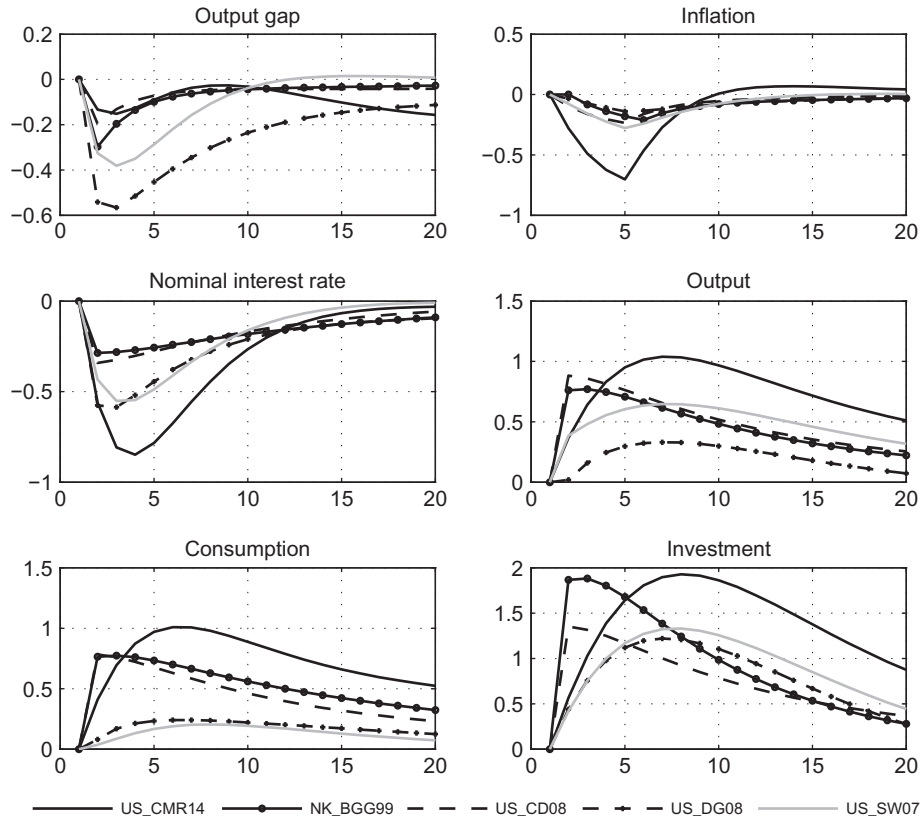 Output gap
0.2
0
−0.2
−0.4
−0.6
0 5 10 15 20
Inflation
0.5
0
−0.5
−1
0 5 10 15 20
Nominal interest rate
0
−0.5
−1
0 5 10 15 20
Output
1.5
1
0.5
0
0 5 10 15 20
Consumption
1.5
1
0.5
0
0 5 10 15 20
Investment
2
1.5
1
0.5
0
0 5 10 15 20
US_CMR14 NK_BGG99 US_CD08 US_DG08 US_SW07